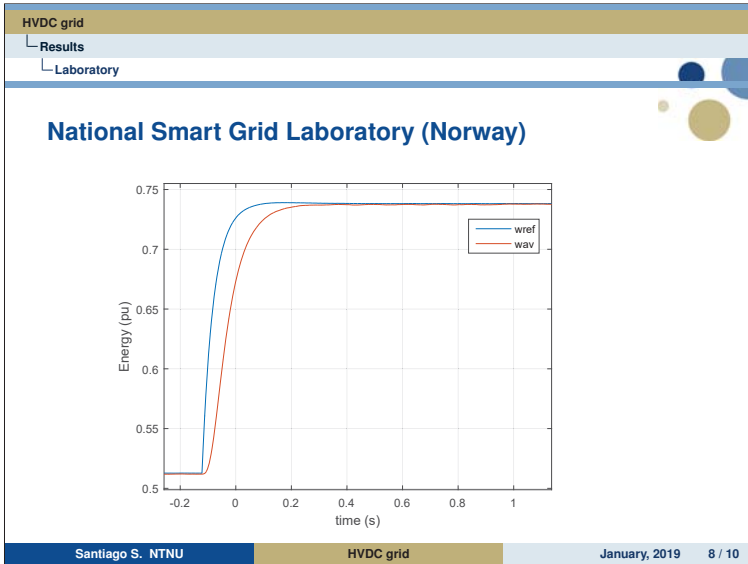 HVDC grid
Results
Laboratory
National Smart Grid Laboratory (Norway)
0.75
0.7
0.65
0.6
0.55
0.5
Energy (pu)
wref
wav
-0.2 0 0.2 0.4 0.6 0.8 1
time (s)
Santiago S. NTNU HVDC grid January, 2019 8 / 10